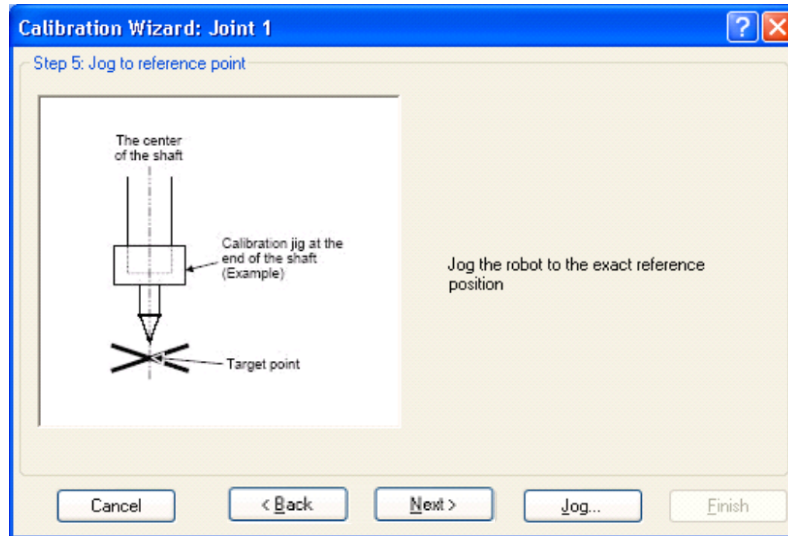 Calibration Wizard: Joint 1
Step 5: Jog to reference point
The center
of the shaft
Calibration jig at the
end of the shaft
(Example)
Target point
Jog the robot to the exact reference
position
Cancel
< Back
Next >
Jog...
Finish